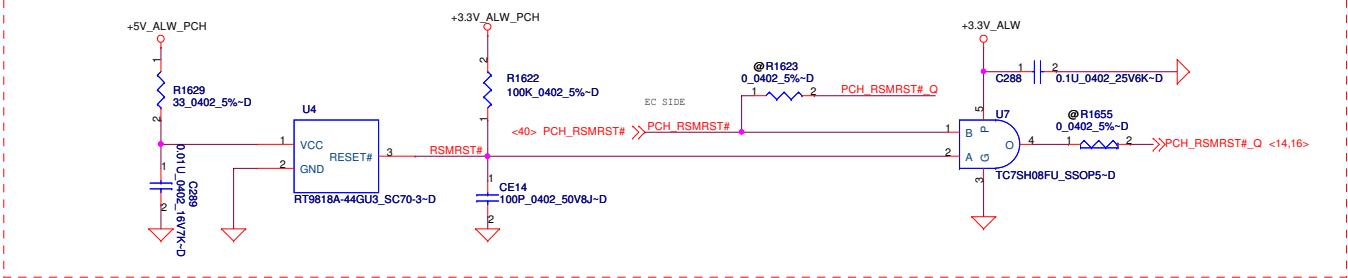 +5V_ALW_PCH
1
R1629
33_0402_5%~D
2
1
C289
0.01U_0402_16V7K~D
2
U4
1
VCC
2
GND
RESET#
3
RT9818A-44GU3_SC70-3~D
RSMRST#
+3.3V_ALW_PCH
2
R1622
100K_0402_5%~D
1
1
CE14
100P_0402_50V8J~D
2
EC SIDE
<40> PCH_RSMRST#
PCH_RSMRST#
@R1623
0_0402_5%~D
1
2
PCH_RSMRST#_Q
+3.3V_ALW
C288
1
2
0.1U_0402_25V6K~D
5
U7
1
B
P
2
A
G
O
4
3
TC7SH08FU_SSOP5~D
@R1655
0_0402_5%~D
1
2
PCH_RSMRST#_Q <14,16>